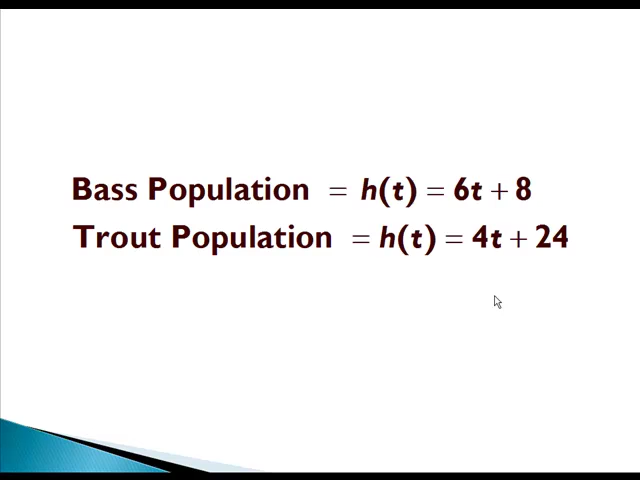 Bass Population = h(t) = 6t + 8
Trout Population = h(t) = 4t + 24